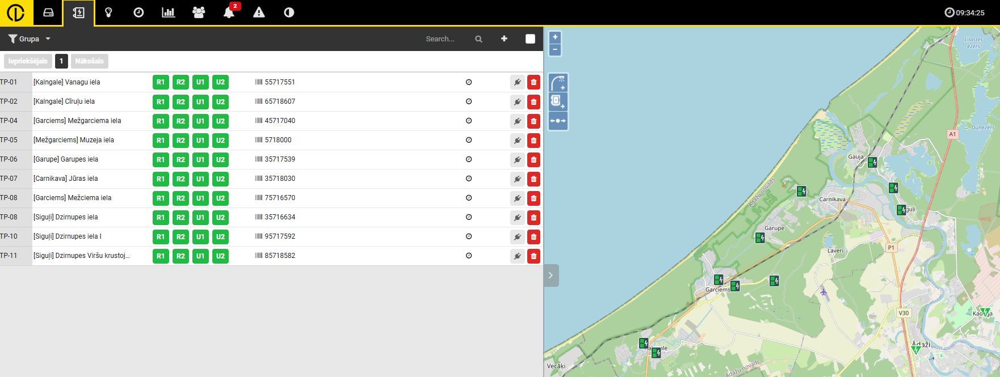 2
09:34:25
Grupa
Search...
Iepriekšējais 1 Nākošais
TP-01 [Kalngale] Vanagu iela R1 R2 U1 U2 55717551
TP-02 [Kalngale] Cīruļu iela R1 R2 U1 U2 65718607
TP-04 [Garciems] Mežgarciema iela R1 R2 U1 U2 45717040
TP-05 [Mežgarciems] Muzeja iela R1 R2 U1 U2 5718000
TP-06 [Garupe] Garupes iela R1 R2 U1 U2 35717539
TP-07 [Carnikava] Jūras iela R1 R2 U1 U2 35718030
TP-08 [Garciems] Mežciema iela R1 R2 U1 U2 75716570
TP-08 [Siguļi] Dzirnupes iela R1 R2 U1 U2 35716634
TP-10 [Siguļi] Dzirnupes iela I R1 R2 U1 U2 95717592
TP-11 [Siguļi] Dzirnupes Viršu krustoj... R1 R2 U1 U2 85718582
Lilastes
ezers
Dūņezers
A1
Gauja
Ādažu novads
Carnikava
Garupe
Laveri
P1
Garciems
V30
Ādaži
Vecāķi
Ādažu novads